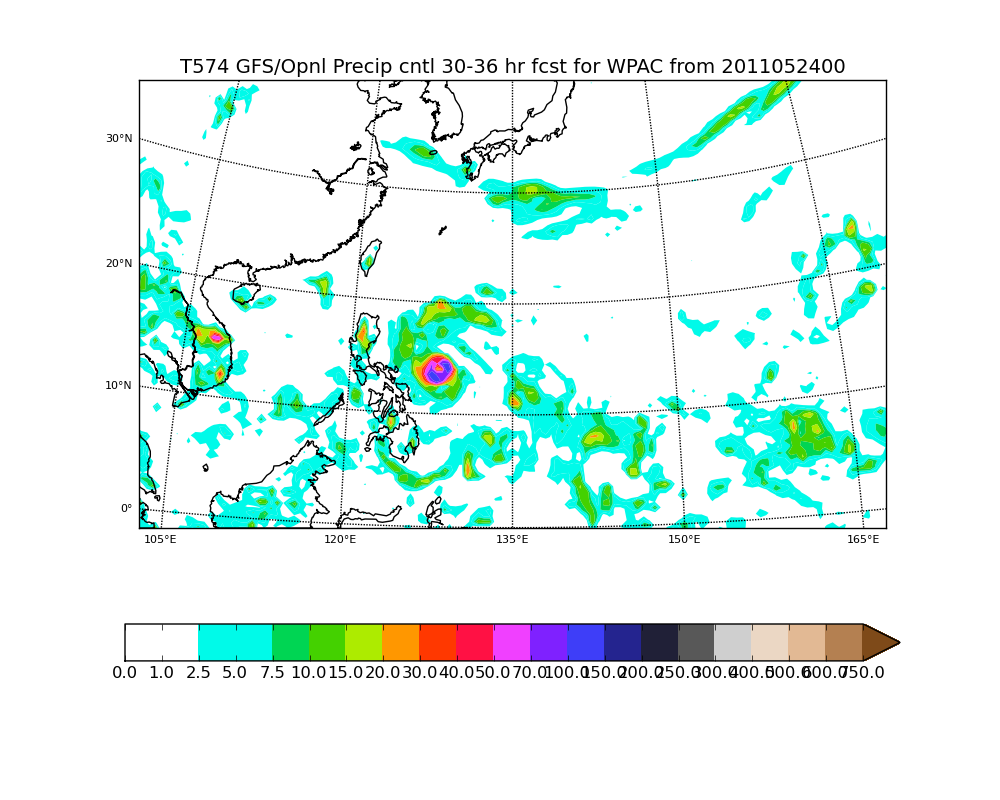 T574 GFS/Opnl Precip cntl 30-36 hr fcst for WPAC from 2011052400
30°N
20°N
10°N
0°
105°E 120°E 135°E 150°E 165°E
0.0 1.0 2.5 5.0 7.5 10.0 15.0 20.0 30.0 40.0 50.0 70.0 100.0 150.0 200.0 250.0 300.0 400.0 500.0 600.0 750.0